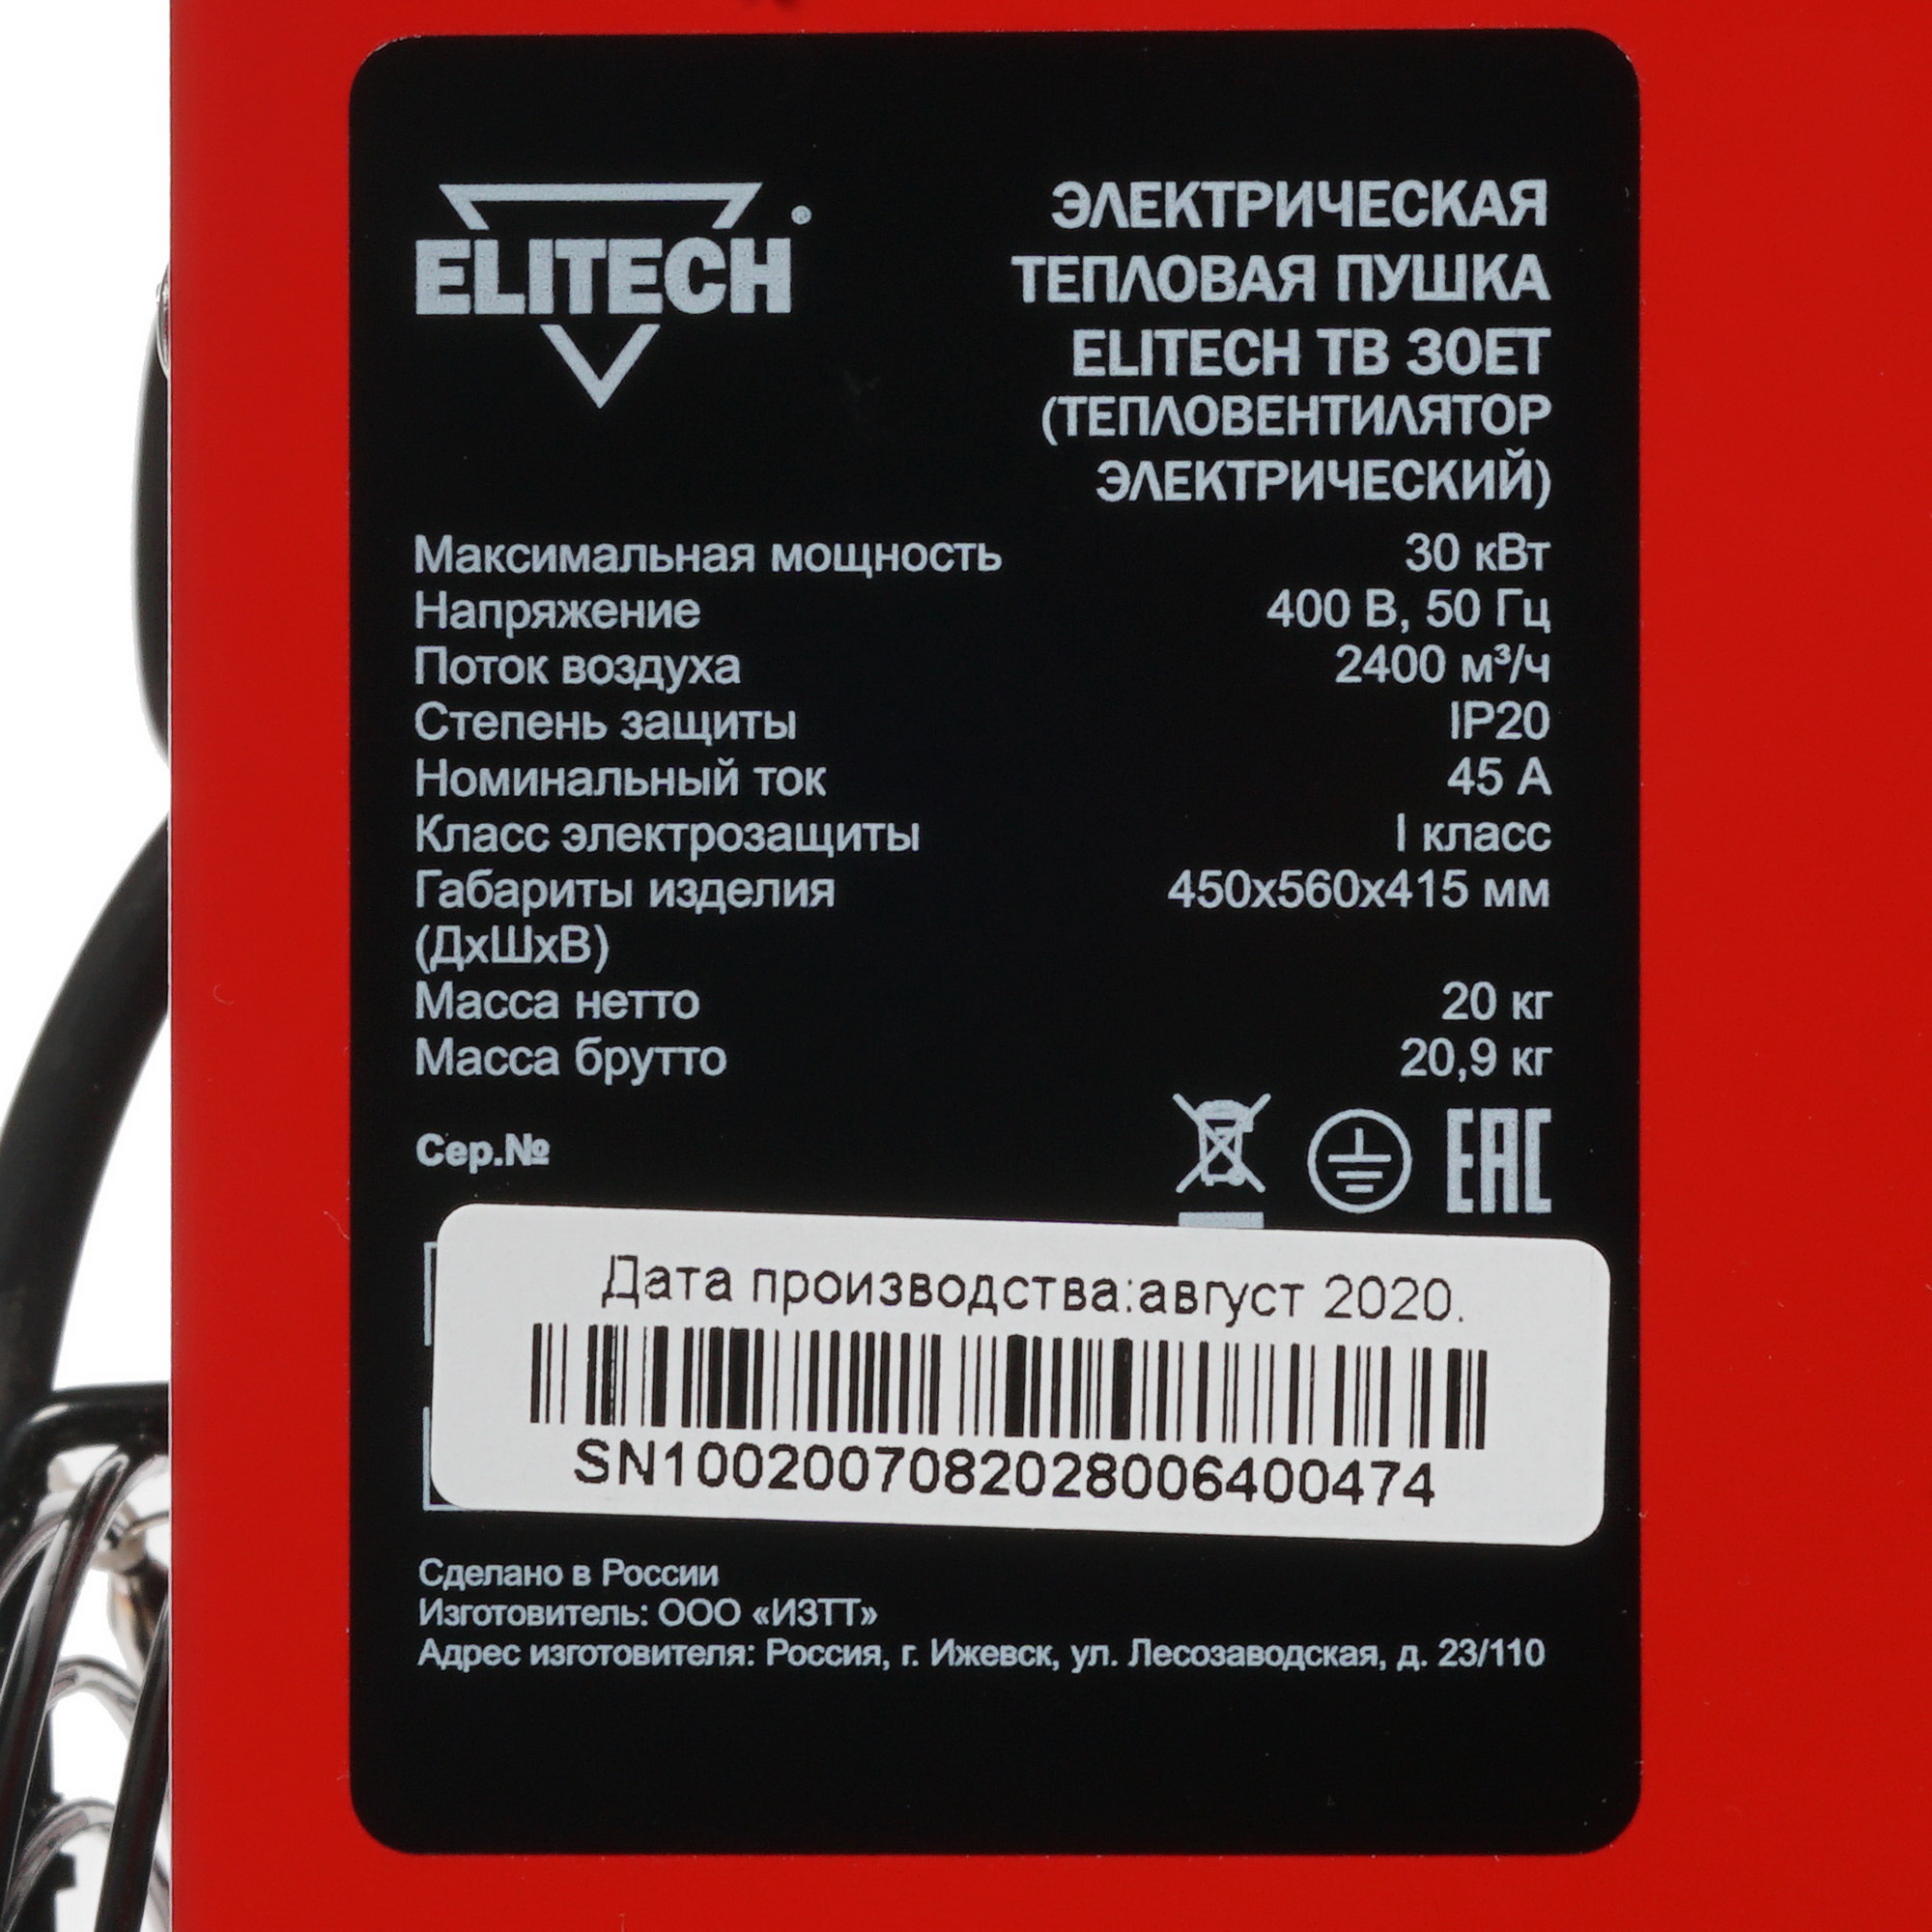 ELITECH
ЭЛЕКТРИЧЕСКАЯ
ТЕПЛОВАЯ ПУШКА
ELITECH ТВ 30ЕТ
(ТЕПЛОВЕНТИЛЯТОР
ЭЛЕКТРИЧЕСКИЙ)
Максимальная мощность 30 кВт
Напряжение 400 В, 50 Гц
Поток воздуха 2400 м³/ч
Степень защиты IP20
Номинальный ток 45 А
Класс электрозащиты I класс
Габариты изделия 450х560х415 мм
(ДхШхВ)
Масса нетто 20 кг
Масса брутто 20,9 кг
Сер.№ EAC
Дата производства:август 2020.
SN1002007082028006400474
Сделано в России
Изготовитель: ООО «ИЗТТ»
Адрес изготовителя: Россия, г. Ижевск, ул. Лесозаводская, д. 23/110